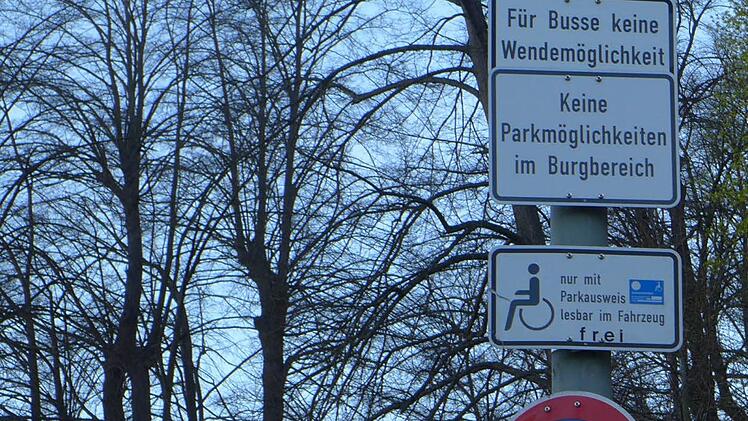 Für Busse keine
Wendemöglichkeit
Keine
Parkmöglichkeiten
im Burgbereich
nur mit
Parkausweis
lesbar im Fahrzeug
frei